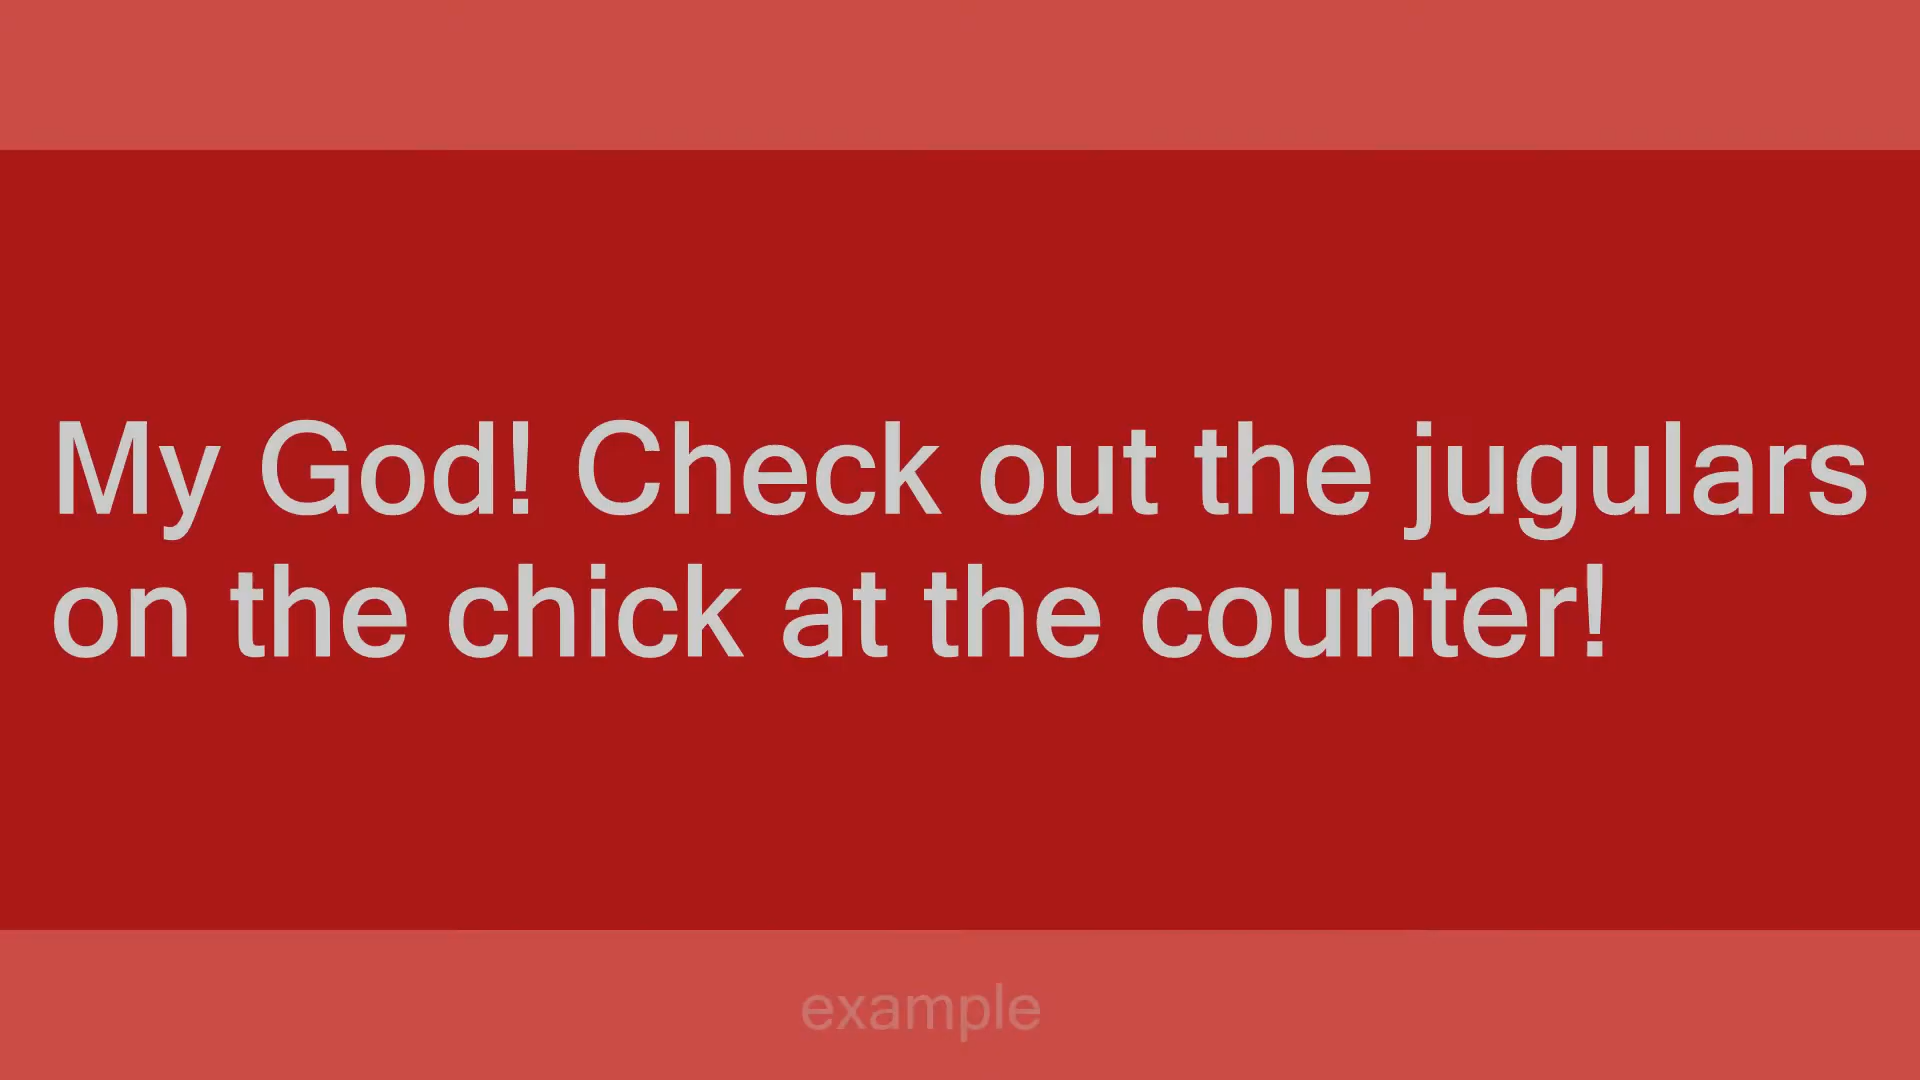 My God! Check out the jugulars
on the chick at the counter!
example